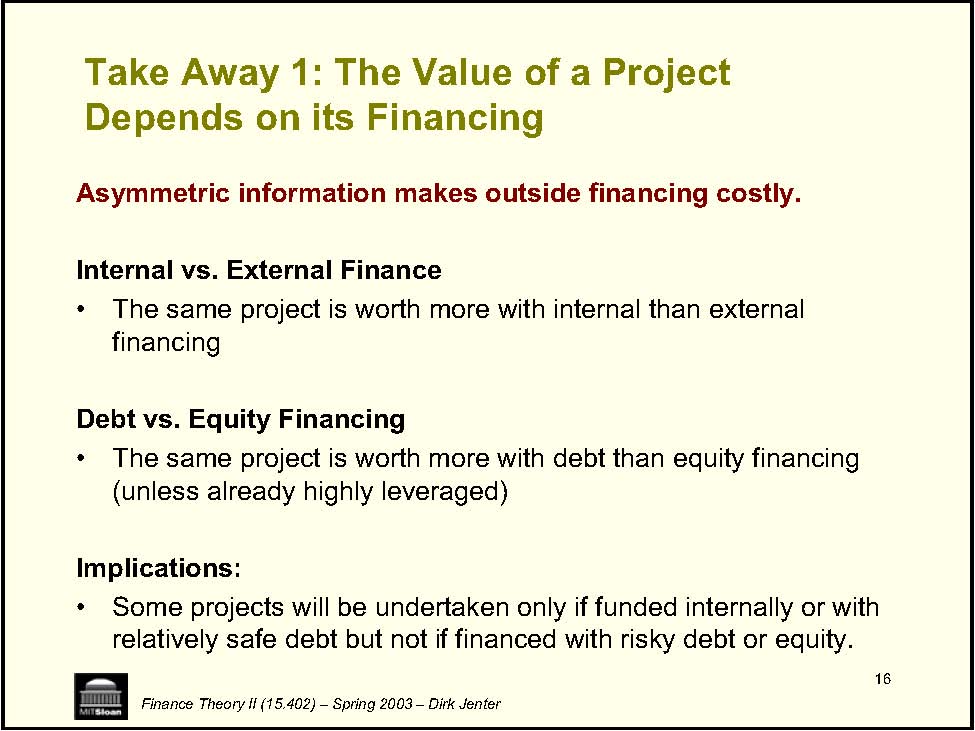 Take Away 1: The Value of a Project
Depends on its Financing
Asymmetric information makes outside financing costly.
Internal vs. External Finance
• The same project is worth more with internal than external
financing
Debt vs. Equity Financing
• The same project is worth more with debt than equity financing
(unless already highly leveraged)
Implications:
• Some projects will be undertaken only if funded internally or with
relatively safe debt but not if financed with risky debt or equity.
16
MITSloan
Finance Theory II (15.402) – Spring 2003 – Dirk Jenter